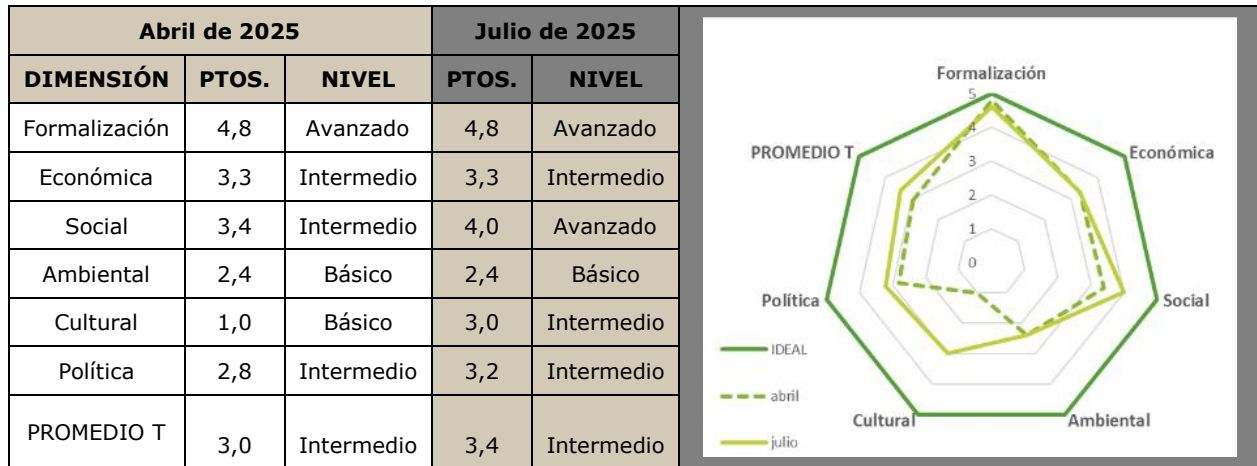 Abril de 2025 Julio de 2025
DIMENSIÓN PTOS. NIVEL PTOS. NIVEL
Formalización 4,8 Avanzado 4,8 Avanzado
Económica 3,3 Intermedio 3,3 Intermedio
Social 3,4 Intermedio 4,0 Avanzado
Ambiental 2,4 Básico 2,4 Básico
Cultural 1,0 Básico 3,0 Intermedio
Política 2,8 Intermedio 3,2 Intermedio
PROMEDIO T 3,0 Intermedio 3,4 Intermedio
Formalización
5
4
3
2
1
0
PROMEDIO T
Económica
Política
Social
Cultural
Ambiental
IDEAL
abril
julio